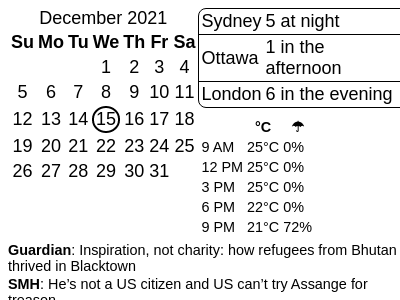 December 2021
Su Mo Tu We Th Fr Sa
1 2 3 4
5 6 7 8 9 10 11
12 13 14 15 16 17 18
19 20 21 22 23 24 25
26 27 28 29 30 31
Sydney 5 at night
Ottawa 1 in the
afternoon
London 6 in the evening
°C ☂
9 AM 25°C 0%
12 PM 25°C 0%
3 PM 25°C 0%
6 PM 22°C 0%
9 PM 21°C 72%
Guardian: Inspiration, not charity: how refugees from Bhutan
thrived in Blacktown
SMH: He’s not a US citizen and US can’t try Assange for
treason